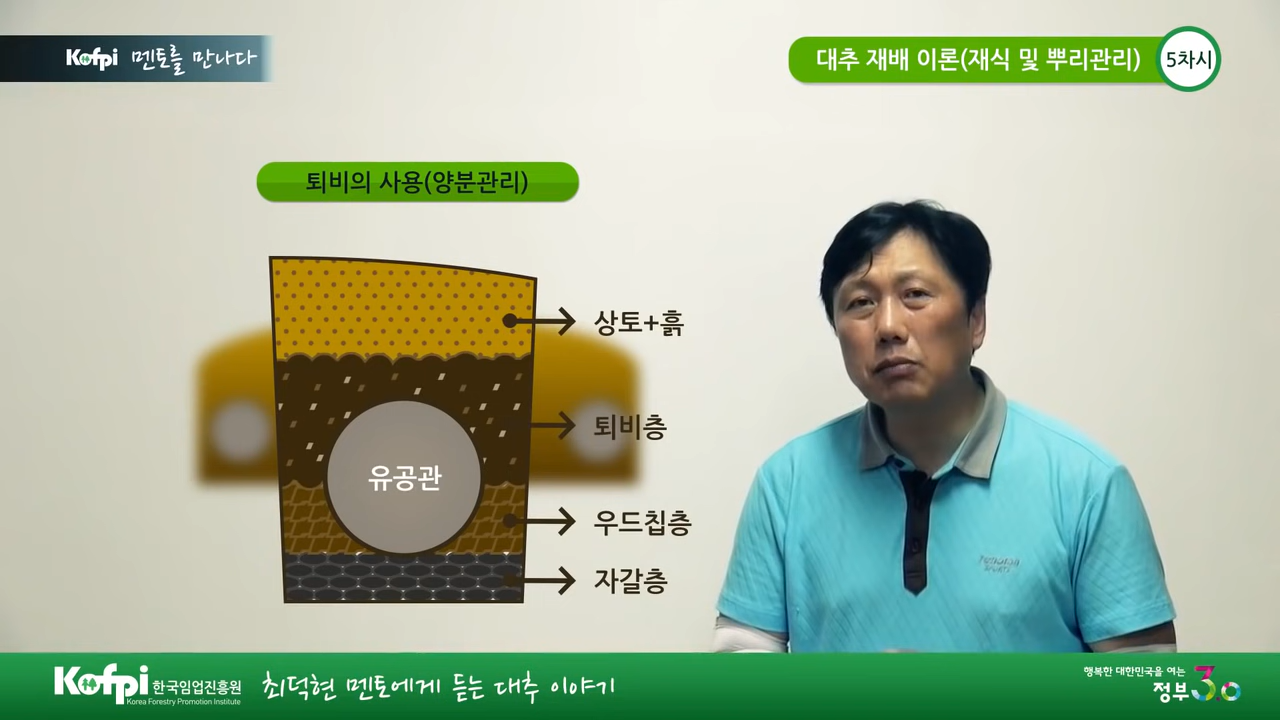 Kofpi 멘토를 만나다
대추 재배 이론(재식 및 뿌리관리)
5차시
퇴비의 사용(양분관리)
상토+흙
퇴비층
유공관
우드칩층
자갈층
Kofpi 한국임업진흥원
Korea Forestry Promotion Institute
최덕현 멘토에게 듣는 대추 이야기
행복한 대한민국을 여는
정부3.0